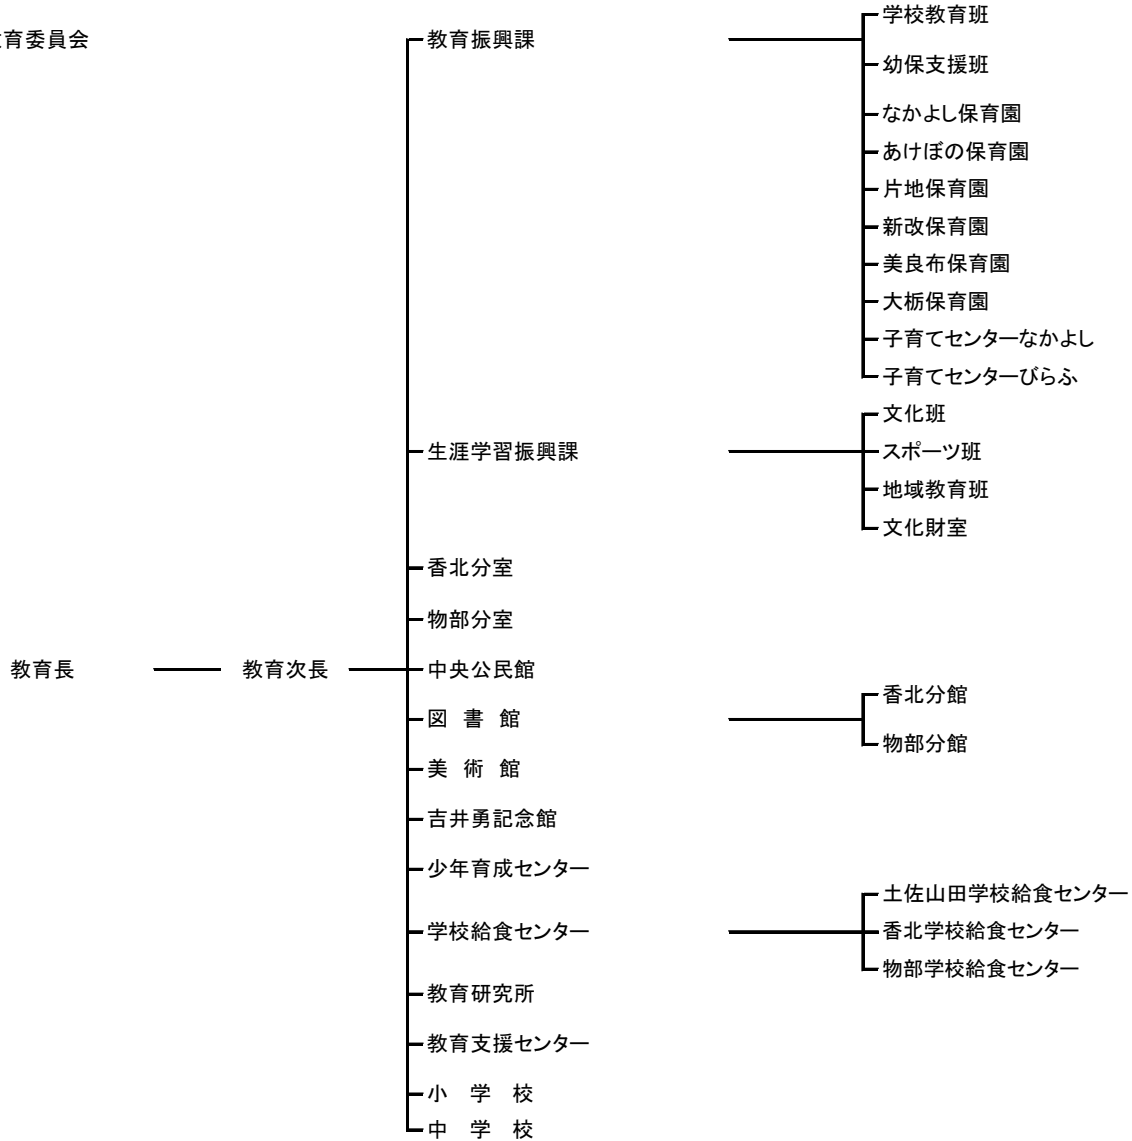 育委員会
教育長
教育次長
教育振興課
学校教育班
幼保支援班
なかよし保育園
あけぼの保育園
片地保育園
新改保育園
美良布保育園
大栃保育園
子育てセンターなかよし
子育てセンターびらふ
生涯学習振興課
文化班
スポーツ班
地域教育班
文化財室
香北分室
物部分室
中央公民館
図 書 館
香北分館
物部分館
美 術 館
吉井勇記念館
少年育成センター
学校給食センター
土佐山田学校給食センター
香北学校給食センター
物部学校給食センター
教育研究所
教育支援センター
小 学 校
中 学 校